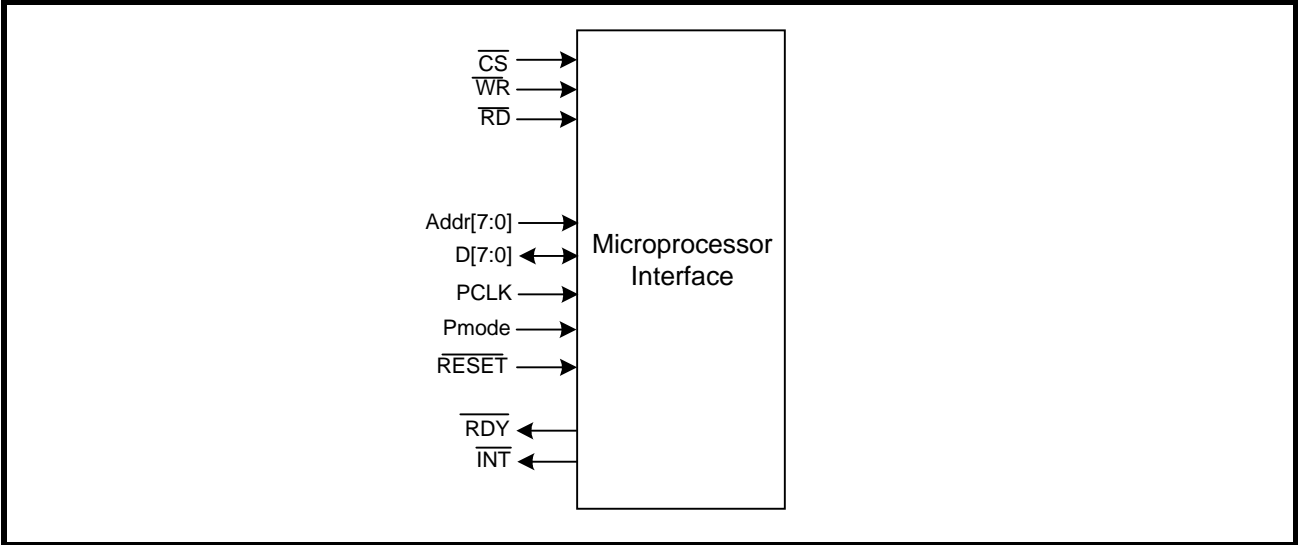 CS
WR
RD
Addr[7:0]
D[7:0]
PCLK
Pmode
RESET
RDY
INT
Microprocessor
Interface